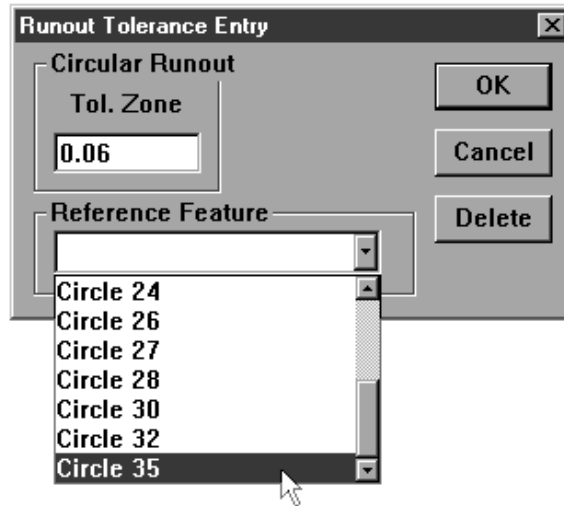 Runout Tolerance Entry
Circular Runout
Tol. Zone
0.06
OK
Cancel
Delete
Reference Feature
Circle 24
Circle 26
Circle 27
Circle 28
Circle 30
Circle 32
Circle 35